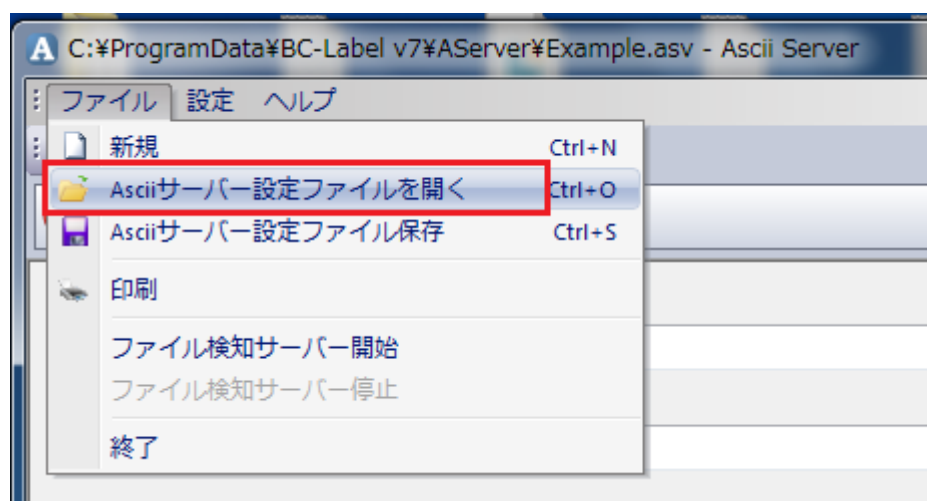 C:¥ProgramData¥BC-Label v7¥AServer¥Example.asv - Ascii Server
ファイル 設定 ヘルプ
新規 Ctrl+N
Asciiサーバー設定ファイルを開く Ctrl+O
Asciiサーバー設定ファイル保存 Ctrl+S
印刷
ファイル検知サーバー開始
ファイル検知サーバー停止
終了